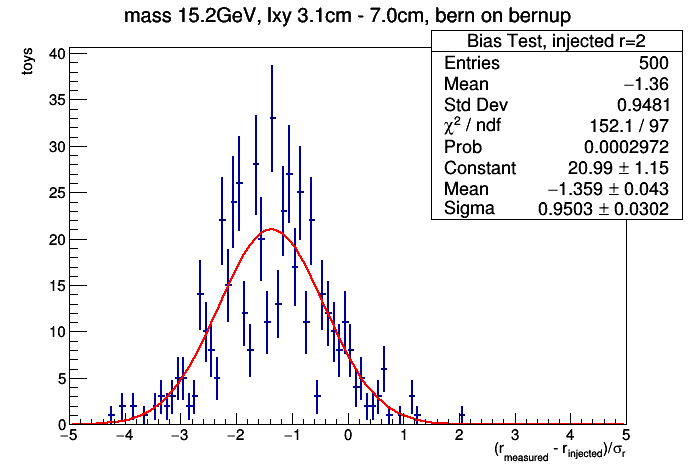 mass 15.2GeV, lxy 3.1cm - 7.0cm, bern on bernup
Bias Test, injected r=2
Entries 500
Mean −1.36
Std Dev 0.9481
χ² / ndf 152.1 / 97
Prob 0.0002972
Constant 20.99 ± 1.15
Mean −1.359 ± 0.043
Sigma 0.9503 ± 0.0302
toys
40
35
30
25
20
15
10
5
0
−5 −4 −3 −2 −1 0 1 2 3 4 5
(r_measured - r_injected)/σ_r